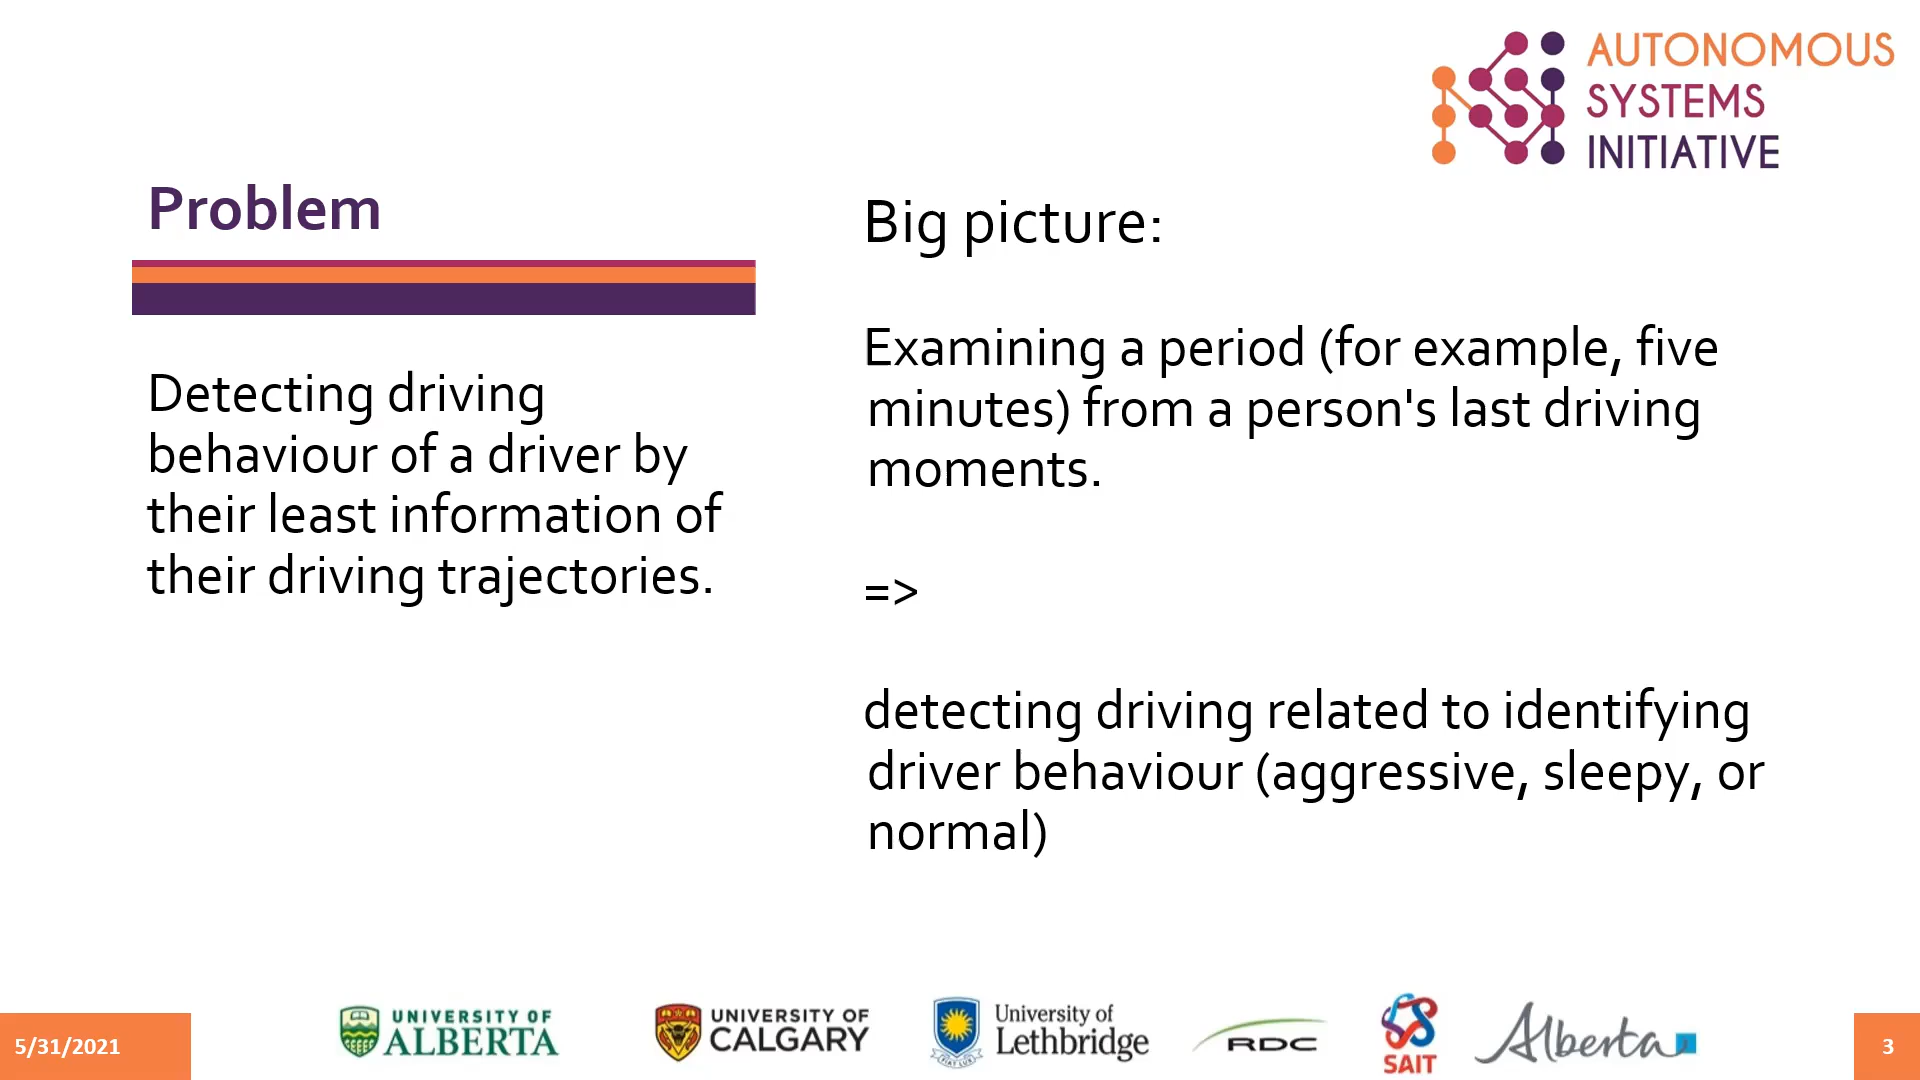 AUTONOMOUS
SYSTEMS
INITIATIVE
Problem
Detecting driving
behaviour of a driver by
their least information of
their driving trajectories.
Big picture:
Examining a period (for example, five
minutes) from a person's last driving
moments.
=>
detecting driving related to identifying
driver behaviour (aggressive, sleepy, or
normal)
5/31/2021
UNIVERSITY OF
ALBERTA
UNIVERSITY OF
CALGARY
University of
Lethbridge
FIAT LUX
RDC
SAIT
Alberta
3